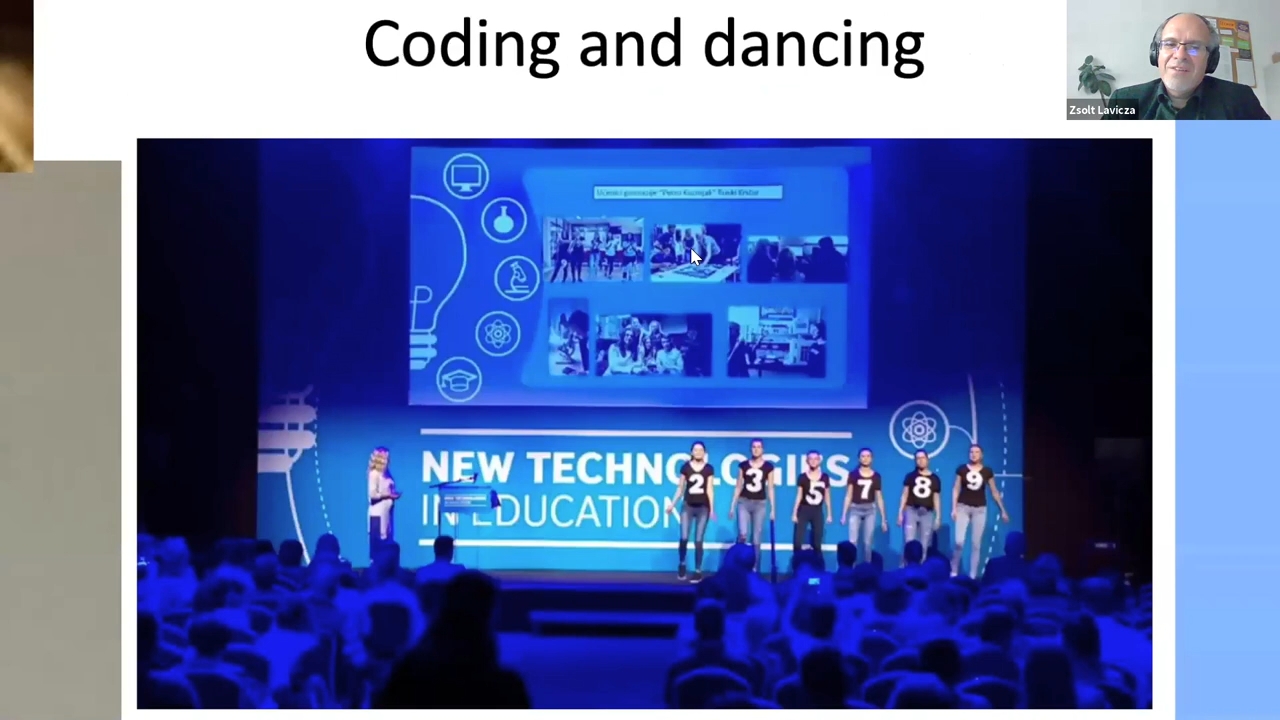 Coding and dancing
Zsolt Lavicza
NEW TECHNOLOGIES
IN EDUCATION
2 3 5 7 8 9